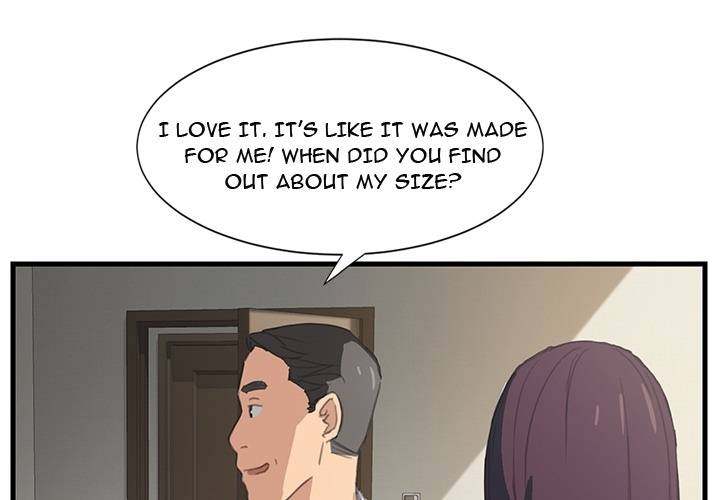 I LOVE IT. IT'S LIKE IT WAS MADE
FOR ME! WHEN DID YOU FIND
OUT ABOUT MY SIZE?